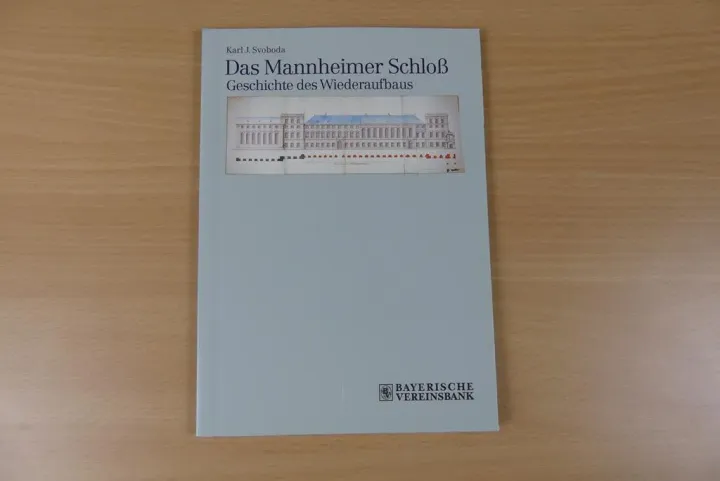 Karl J. Svoboda
Das Mannheimer Schloß
Geschichte des Wiederaufbaus
BAYERISCHE
VEREINSBANK